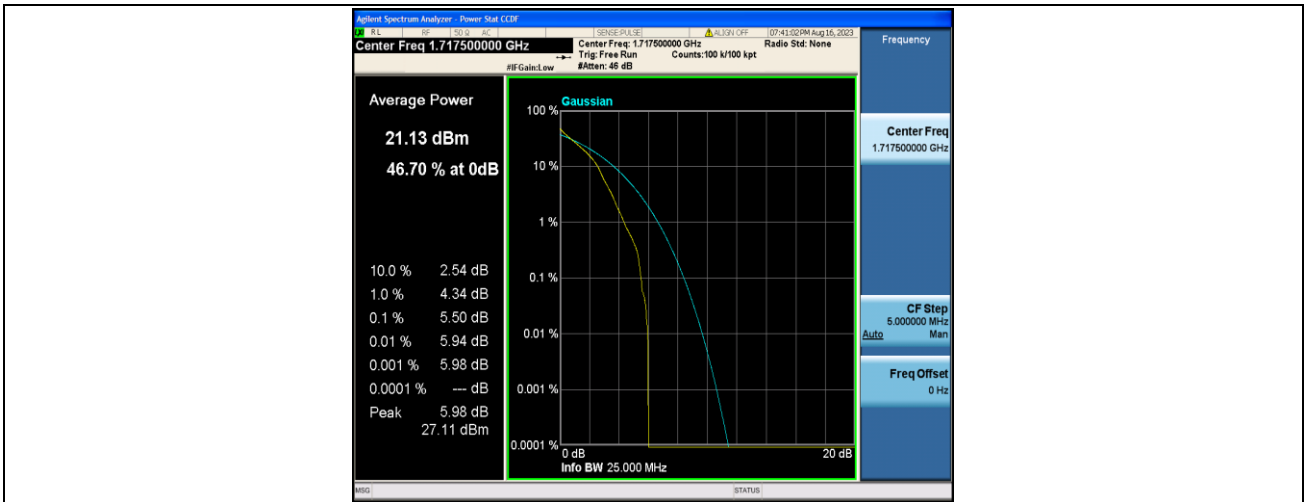 Agilent Spectrum Analyzer - Power Stat CCDF
RL RF 50 Ω AC SENSE:PULSE ALIGN OFF 07:41:02PM Aug 16, 2023
Center Freq 1.717500000 GHz
Center Freq: 1.717500000 GHz Radio Std: None
Trig: Free Run Counts:100 k/100 kpt
#IFGain:Low #Atten: 46 dB
Frequency
Average Power
21.13 dBm
46.70 % at 0dB
10.0 % 2.54 dB
1.0 % 4.34 dB
0.1 % 5.50 dB
0.01 % 5.94 dB
0.001 % 5.98 dB
0.0001 % --- dB
Peak 5.98 dB
27.11 dBm
Gaussian
100 %
10 %
1 %
0.1 %
0.01 %
0.001 %
0.0001 %
0 dB 20 dB
Info BW 25.000 MHz
Center Freq
1.717500000 GHz
CF Step
5.000000 MHz
Auto Man
Freq Offset
0 Hz
MSG STATUS